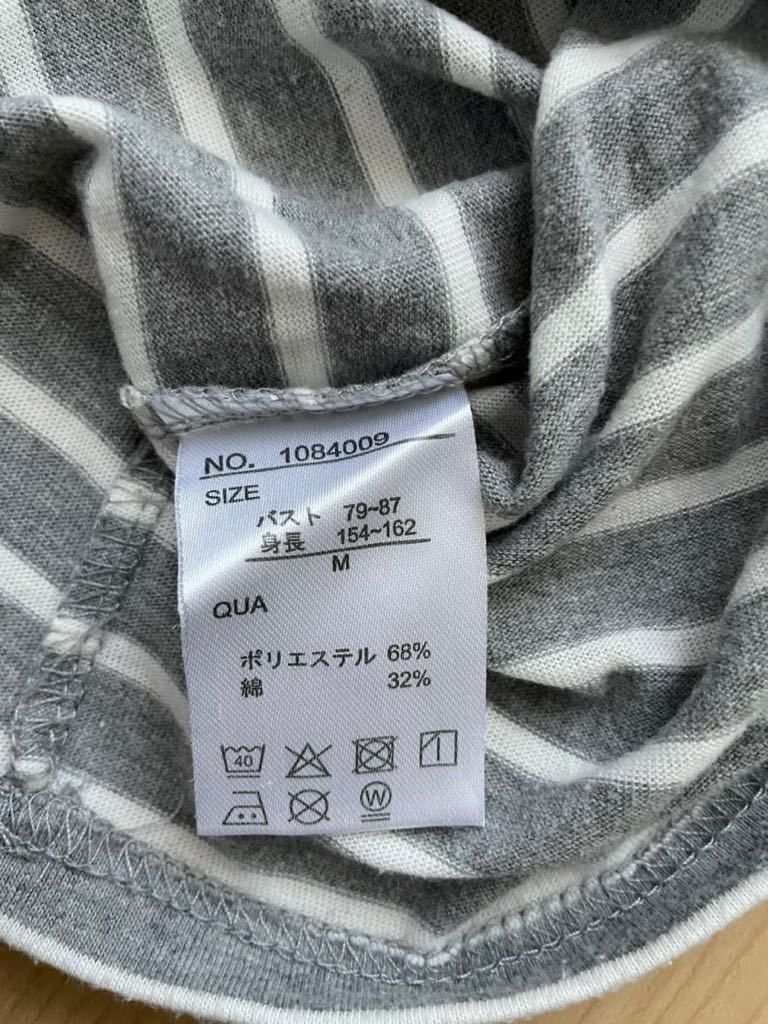 NO. 1084009
SIZE
バスト 79~87
身長 154~162
M
QUA
ポリエステル 68%
綿 32%
40
W